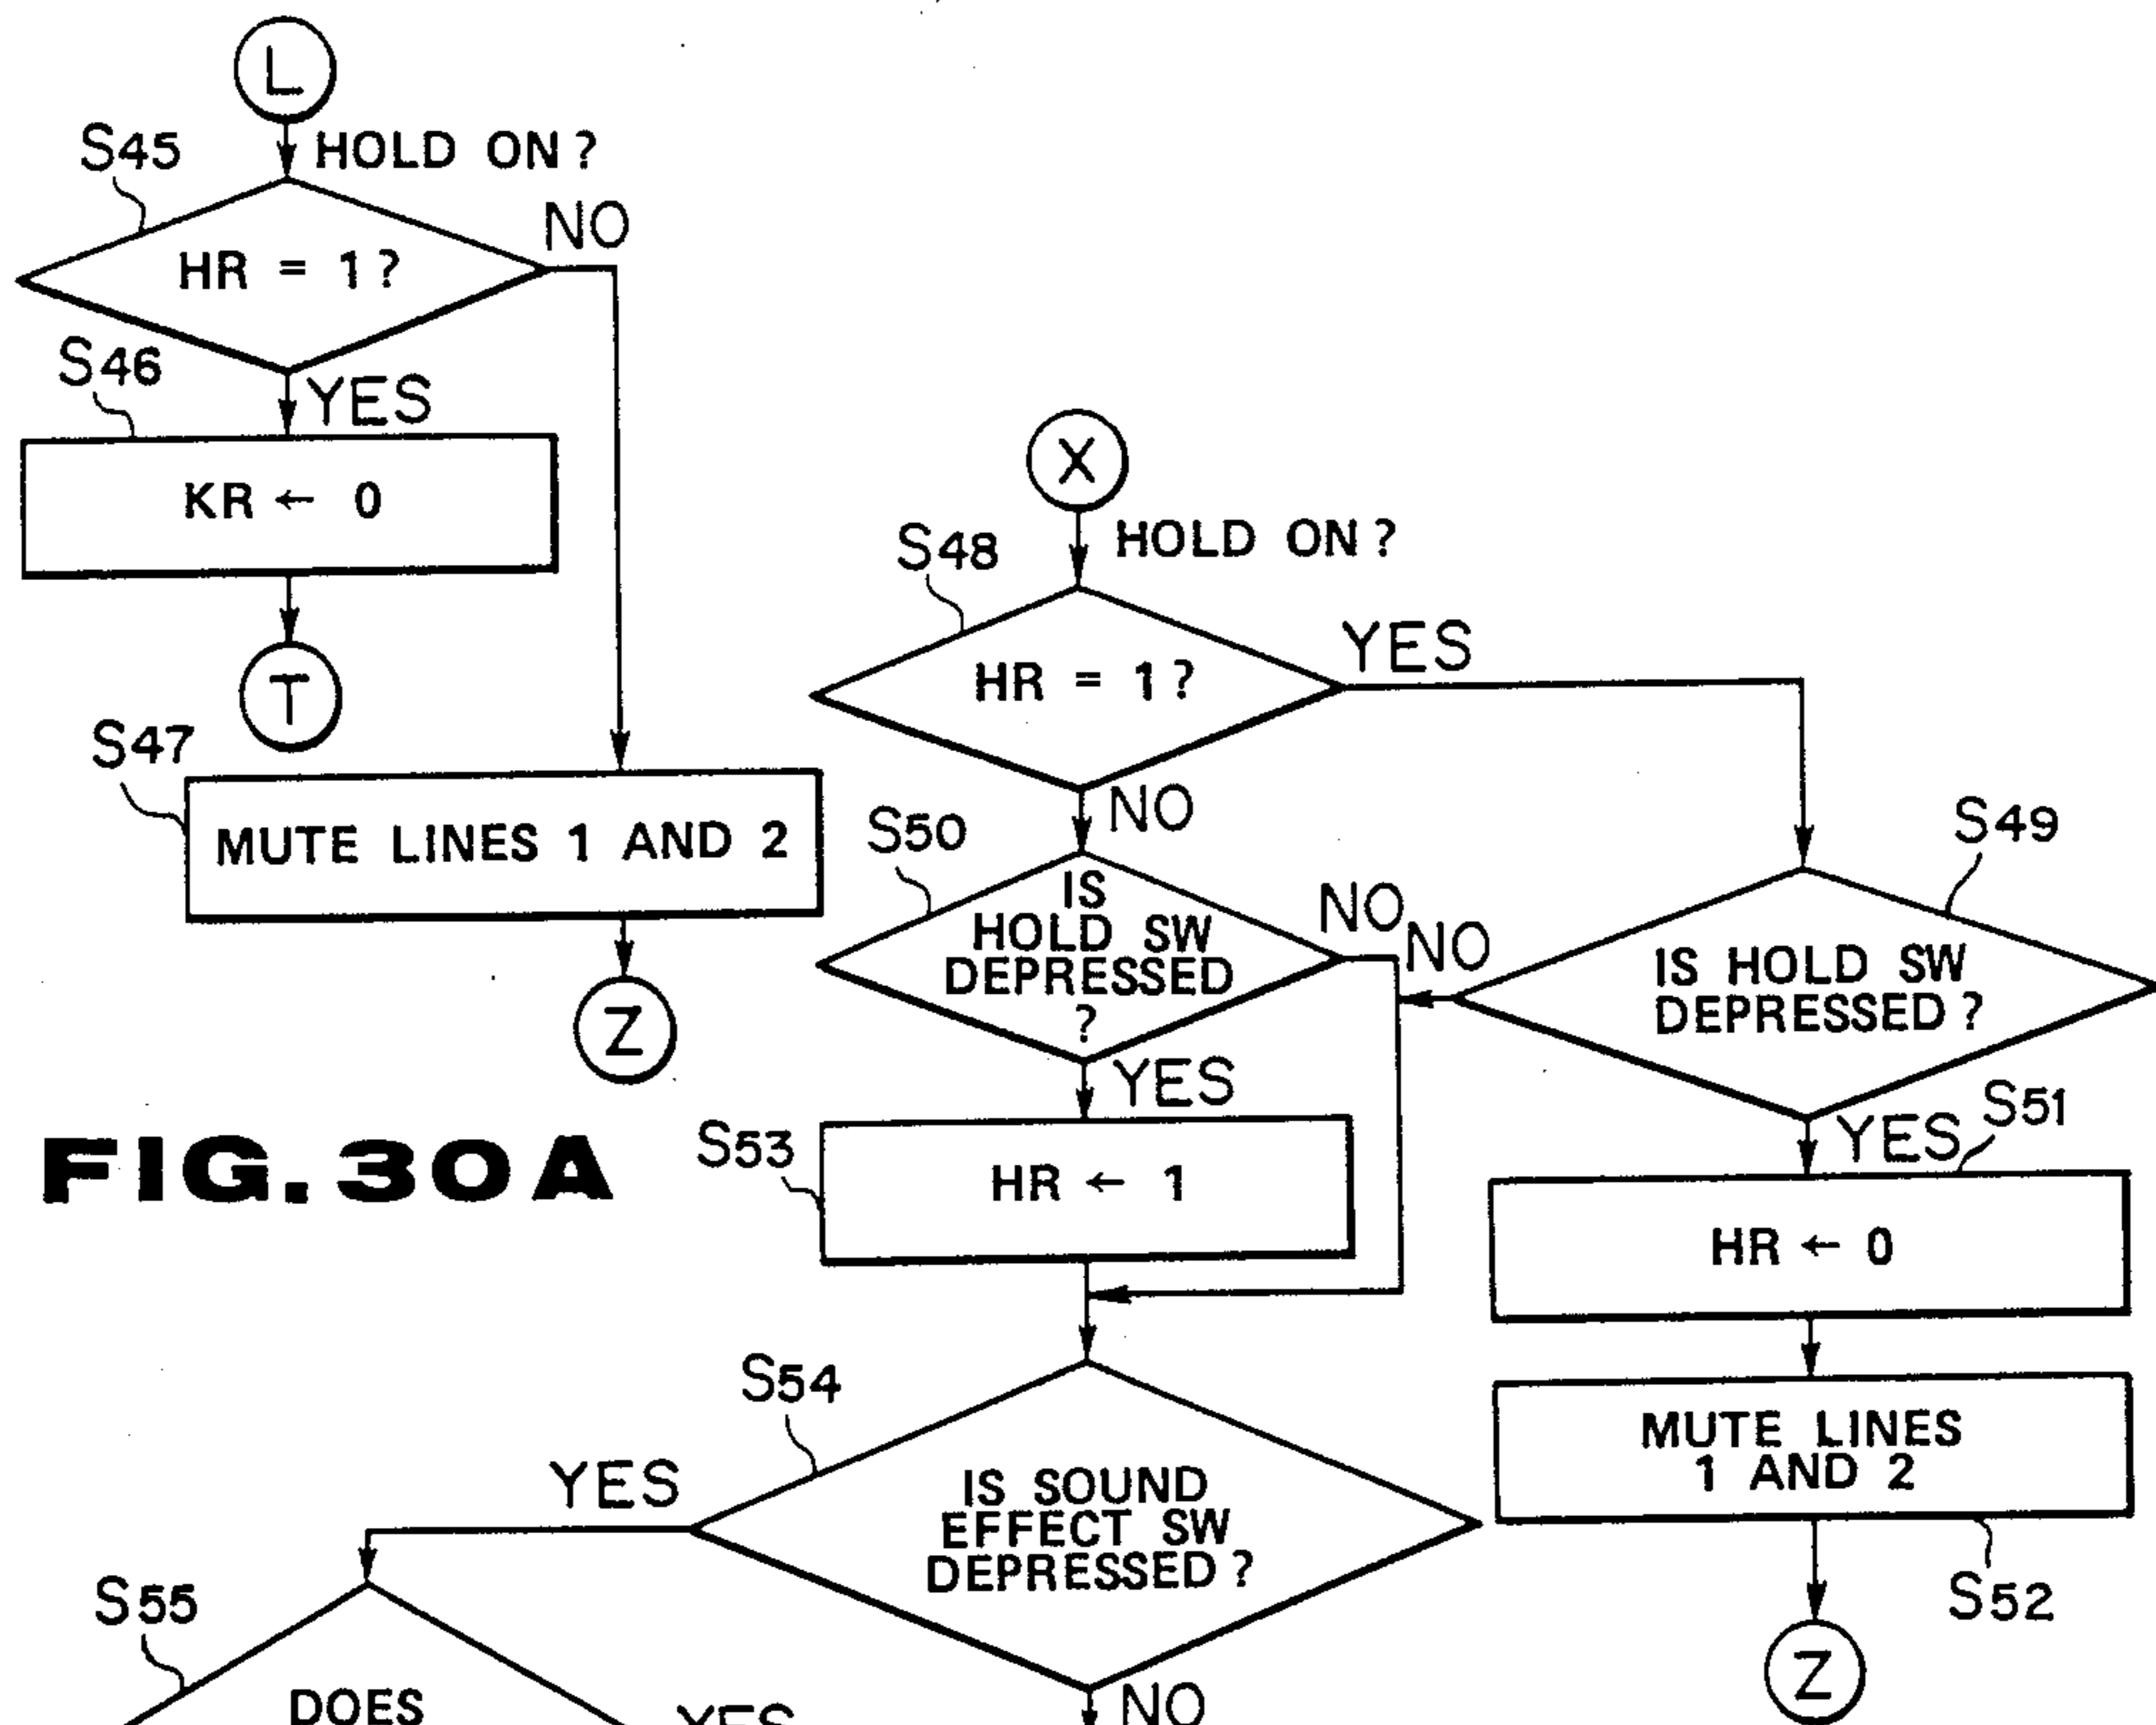 L
S45
HOLD ON?
NO
HR = 1?
S46
YES
KR ← 0
T
S47
MUTE LINES 1 AND 2
Z
X
S48
HOLD ON?
YES
HR = 1?
NO
S50
IS
HOLD SW
DEPRESSED
?
NO
NO
S49
IS HOLD SW
DEPRESSED?
YES
S53
HR ← 1
YES
S51
HR ← 0
MUTE LINES
1 AND 2
S52
Z
FIG. 30A
S54
YES
IS SOUND
EFFECT SW
DEPRESSED?
NO
S55
DOES
YES